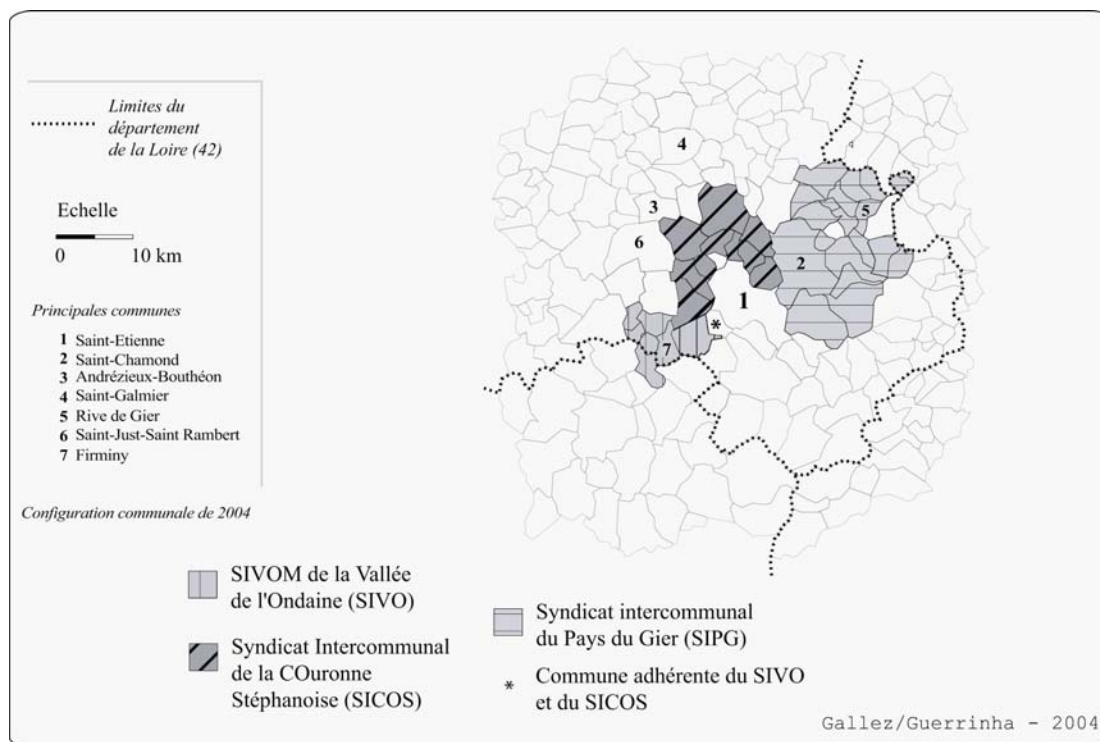 Limites du
département
de la Loire (42)
Echelle
0 10 km
Principales communes
1 Saint-Etienne
2 Saint-Chamond
3 Andrézieux-Bouthéon
4 Saint-Galmier
5 Rive de Gier
6 Saint-Just-Saint Rambert
7 Firminy
Configuration communale de 2004
4
3
5
6
2
1
*
7
SIVOM de la Vallée
de l'Ondaine (SIVO)
Syndicat Intercommunal
de la COuronne
Stéphanoise (SICOS)
Syndicat intercommunal
du Pays du Gier (SIPG)
* Commune adhérente du SIVO
et du SICOS
Gallez/Guerrinha - 2004